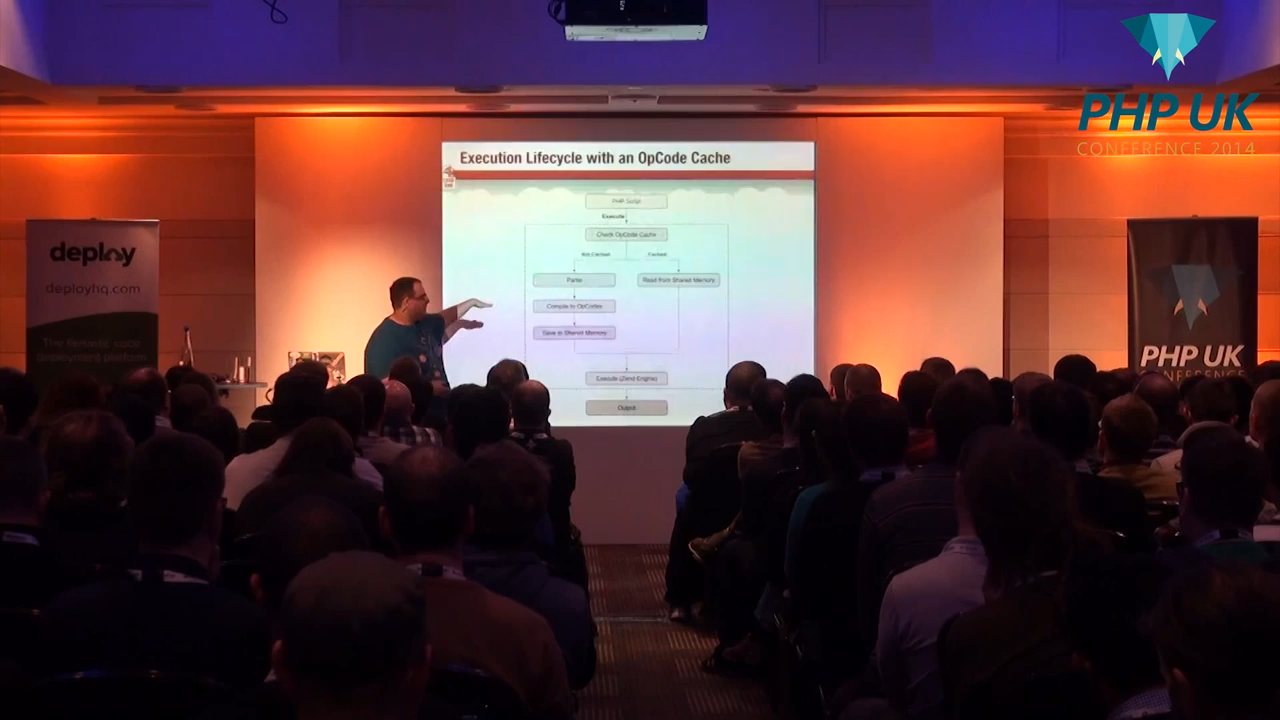 PHP UK
CONFERENCE 2014
Execution Lifecycle with an OpCode Cache
PHP Script
Execute
Check OpCode Cache
Not Cached
Cached
Parse
Read from Shared Memory
Compile to OpCodes
Save to Shared Memory
Execute (Zend Engine)
Output
deploy
deployhq.com
The fantastic code
Deployment platform
PHP UK
CONFERENCE